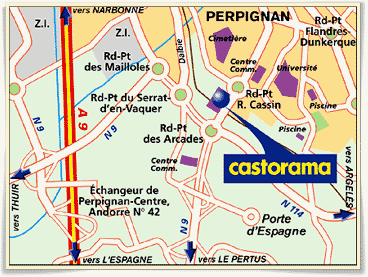 vers NARBONNE
PERPIGNAN
Z.I.
Z.I.
Rd-Pt
Flandres-
Dunkerque
Cimetière
Dalbie
Rd-Pt
des Mailloles
Centre
Comm.
Université
Rd-Pt du Serrat-
d'en-Vaquer
Rd-Pt
R. Cassin
Piscine
A 9
N 9
N 9
Rd-Pt
des Arcades
Piscine
Centre
Comm.
castorama
vers THUIR
vers ARGELES
Échangeur de
Perpignan-Centre,
Andorre N° 42
N 114
N 9
Porte
d'Espagne
vers L'ESPAGNE
vers LE PERTUS